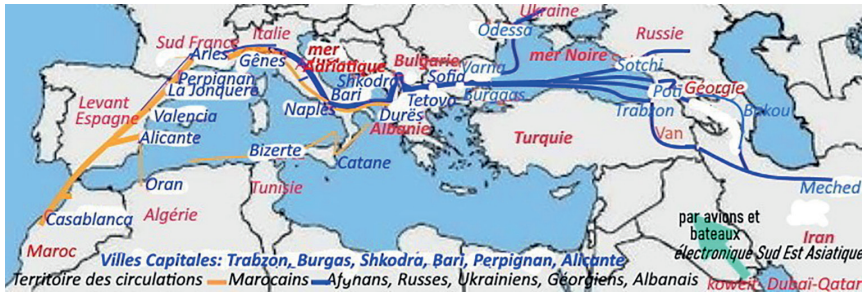 Ukraine
Odessa
Sud France
Italie
Russie
Arles
Gênes
mer
Adriatique
Bulgarie
Varna
mer Noire
Sotchi
Perpignan
La Jonquère
Shkodra
Sofia
Bari
Tetovo
Buragas
Poti
Géorgie
Levant
Espagne
Valencia
Naples
Durës
Albanie
Trabzon
Bakou
Alicante
Bizerte
Catane
Turquie
Van
Oran
Tunisie
Meched
Casablanca
Algérie
par avions et
bateaux
Iran
Maroc
électronique Sud Est Asiatique
Villes Capitales: Trabzon, Burgas, Shkodra, Bari, Perpignan, Alicante
Territoire des circulations Marocains Afghans, Russes, Ukrainiens, Géorgiens, Albanais
koweit-Dubaï-Qatar